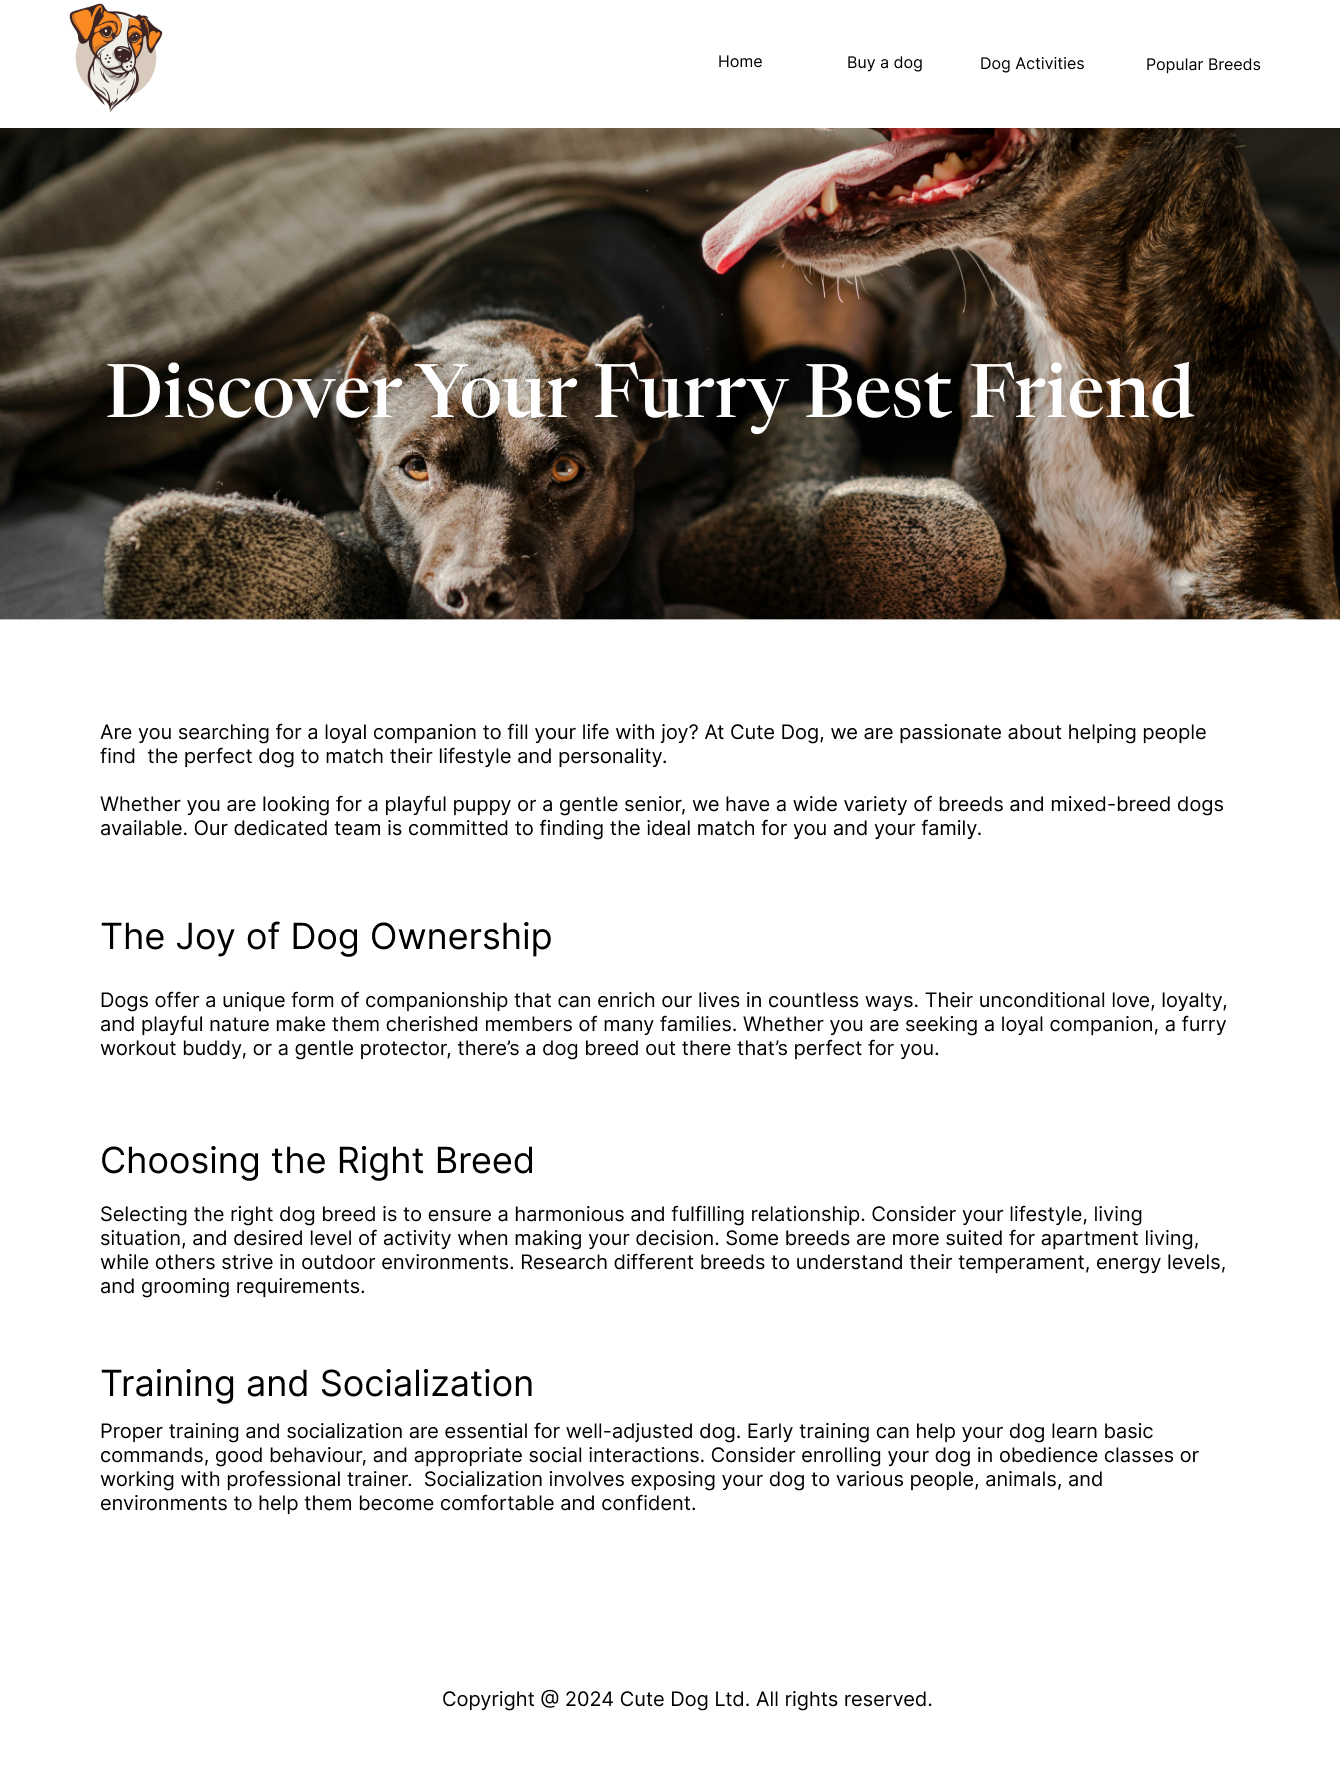 Home Buy a dog Dog Activities Popular Breeds
Discover Your Furry Best Friend
Are you searching for a loyal companion to fill your life with joy? At Cute Dog, we are passionate about helping people
find  the perfect dog to match their lifestyle and personality.
Whether you are looking for a playful puppy or a gentle senior, we have a wide variety of breeds and mixed-breed dogs
available. Our dedicated team is committed to finding the ideal match for you and your family.
The Joy of Dog Ownership
Dogs offer a unique form of companionship that can enrich our lives in countless ways. Their unconditional love, loyalty,
and playful nature make them cherished members of many families. Whether you are seeking a loyal companion, a furry
workout buddy, or a gentle protector, there’s a dog breed out there that’s perfect for you.
Choosing the Right Breed
Selecting the right dog breed is to ensure a harmonious and fulfilling relationship. Consider your lifestyle, living
situation, and desired level of activity when making your decision. Some breeds are more suited for apartment living,
while others strive in outdoor environments. Research different breeds to understand their temperament, energy levels,
and grooming requirements.
Training and Socialization
Proper training and socialization are essential for well-adjusted dog. Early training can help your dog learn basic
commands, good behaviour, and appropriate social interactions. Consider enrolling your dog in obedience classes or
working with professional trainer.  Socialization involves exposing your dog to various people, animals, and
environments to help them become comfortable and confident.
Copyright @ 2024 Cute Dog Ltd. All rights reserved.